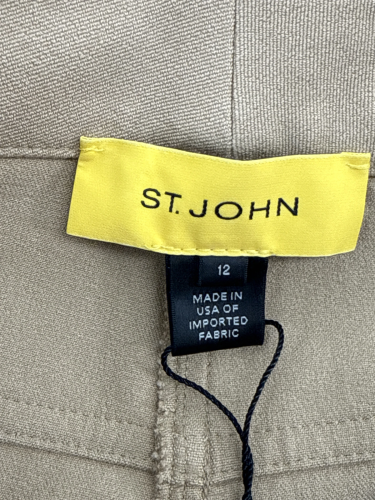 ST. JOHN
12
MADE IN
USA OF
IMPORTED
FABRIC